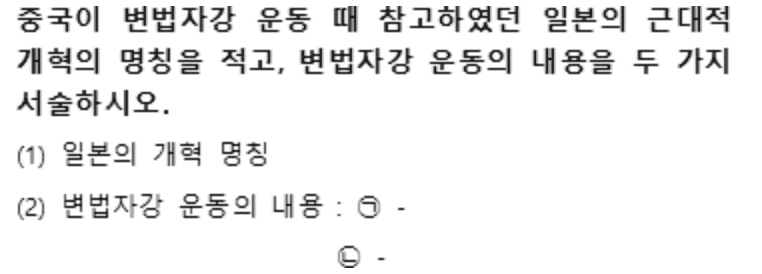 중국이 변법자강 운동 때 참고하였던 일본의 근대적
개혁의 명칭을 적고, 변법자강 운동의 내용을 두 가지
서술하시오.
(1) 일본의 개혁 명칭
(2) 변법자강 운동의 내용 : ㉠ -
㉡ -